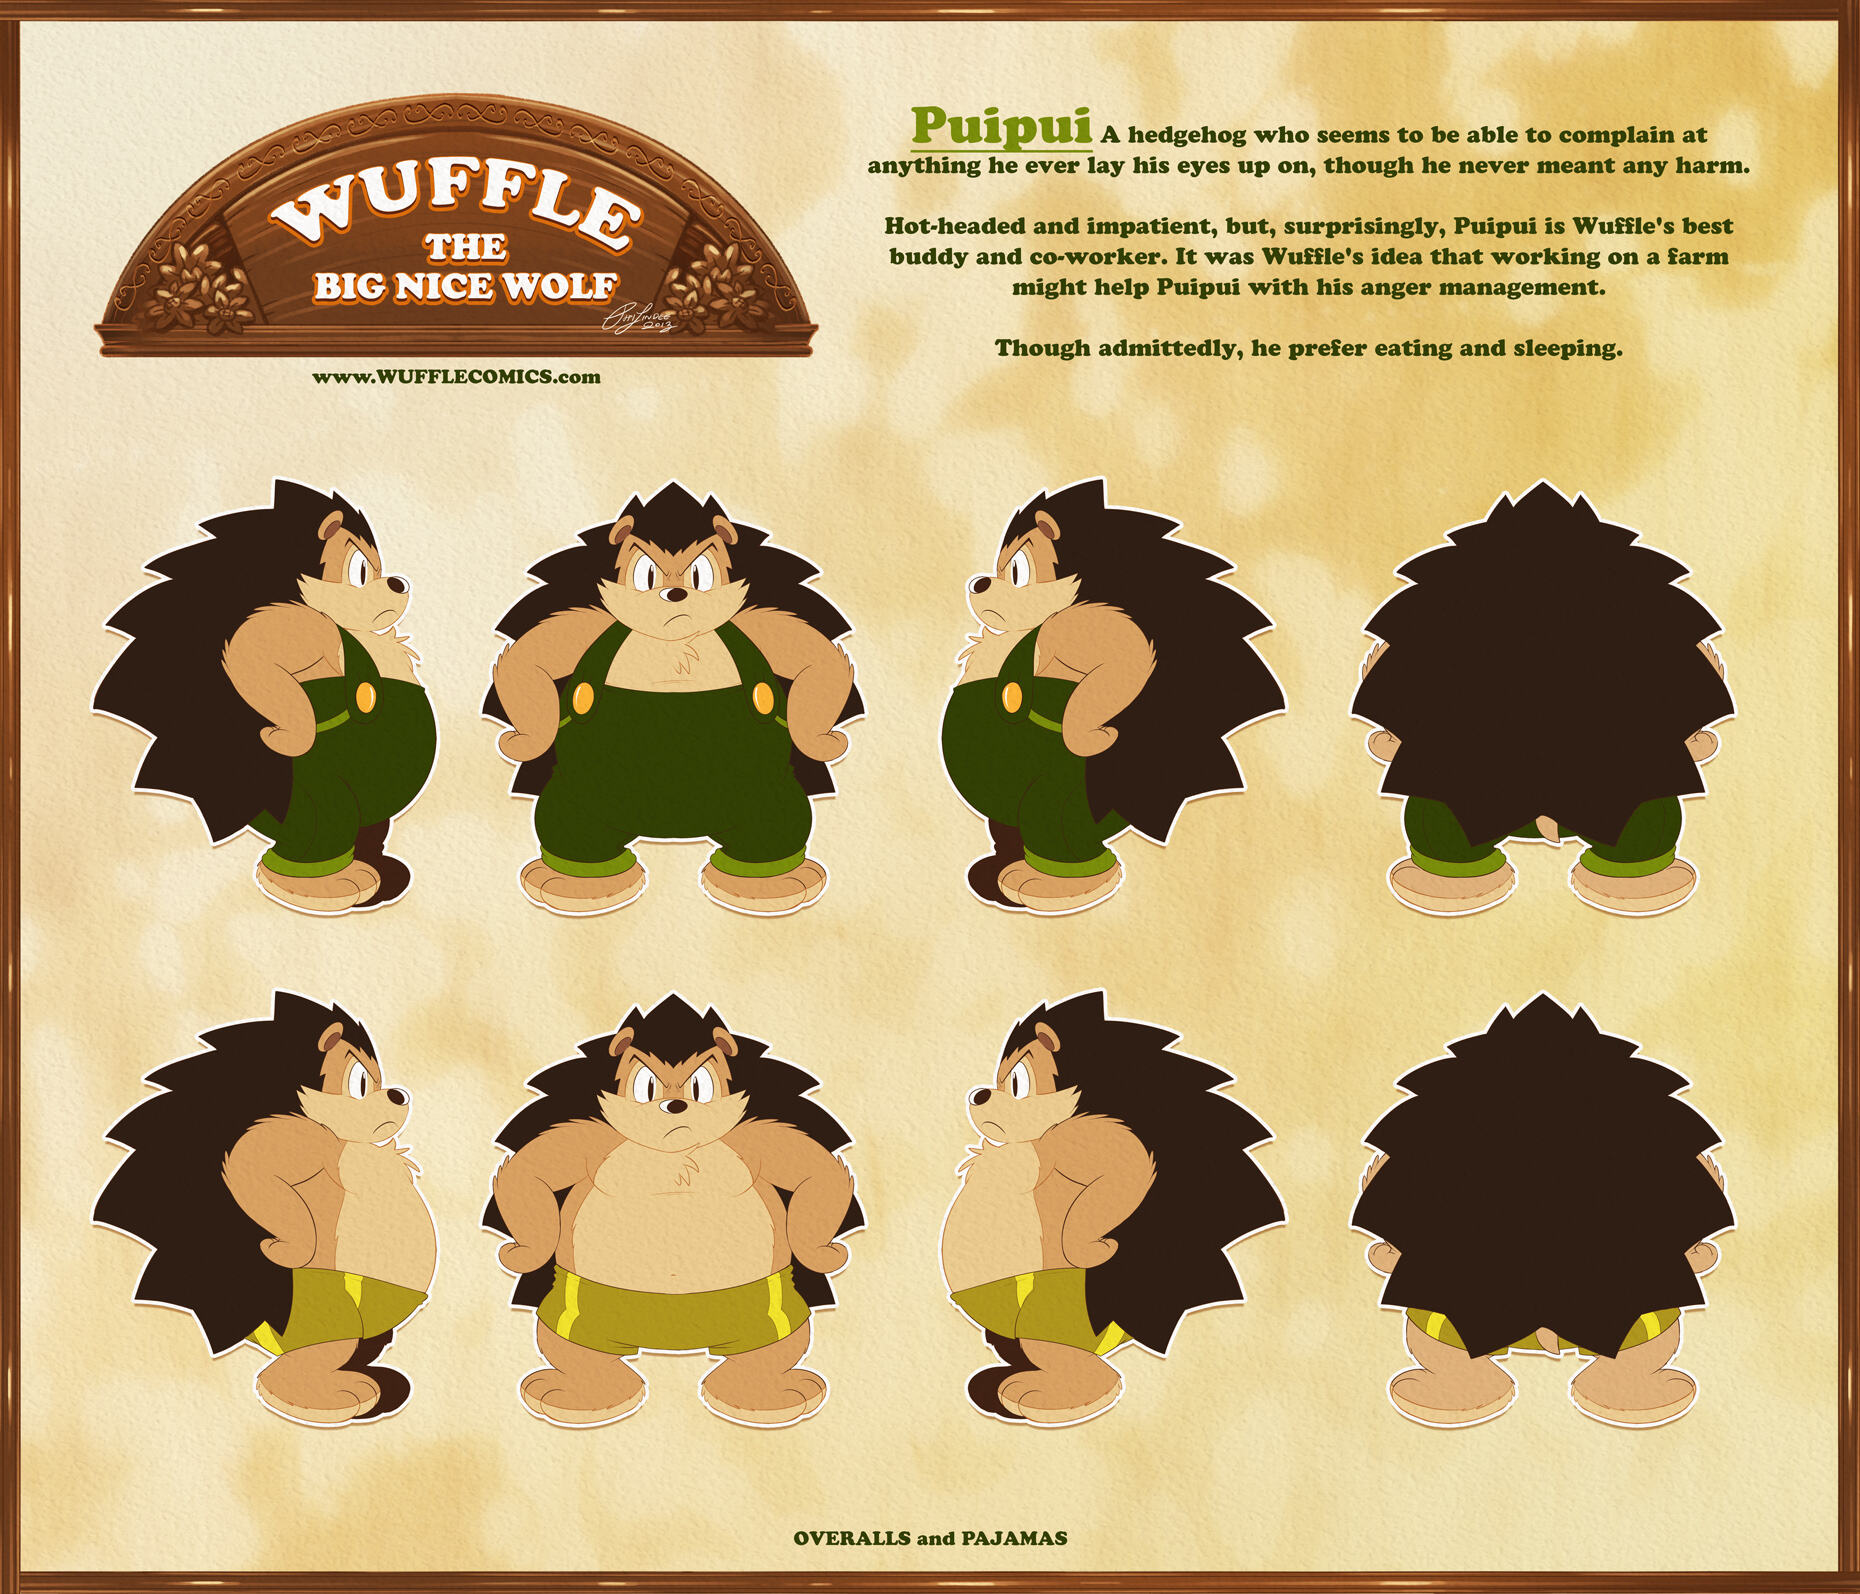 WUFFLE
THE
BIG NICE WOLF
2013
www.WUFFLECOMICS.com
Puipui A hedgehog who seems to be able to complain at
anything he ever lay his eyes up on, though he never meant any harm.
Hot-headed and impatient, but, surprisingly, Puipui is Wuffle's best
buddy and co-worker. It was Wuffle's idea that working on a farm
might help Puipui with his anger management.
Though admittedly, he prefer eating and sleeping.
OVERALLS and PAJAMAS